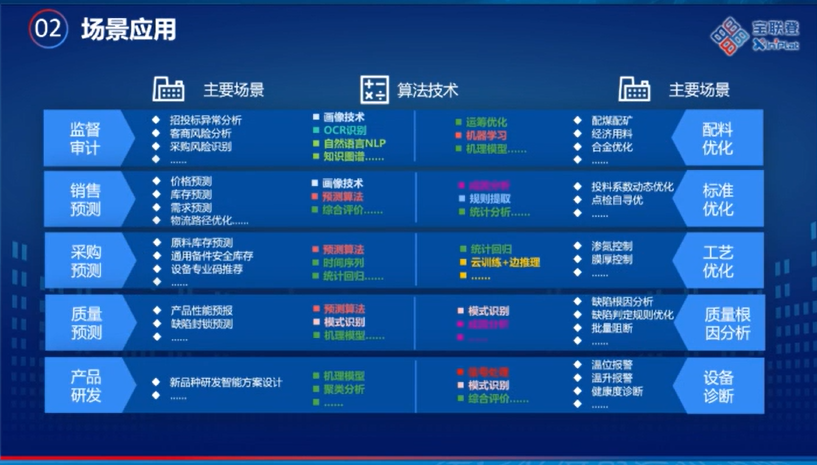 02 场景应用
宝联登
XinPlat
主要场景
算法技术
主要场景
监督
审计
招投标异常分析
客商风险分析
采购风险识别
......
画像技术
OCR识别
自然语言NLP
知识图谱......
运筹优化
机器学习
机理模型......
配煤配矿
经济用料
合金优化
......
配料
优化
销售
预测
价格预测
库存预测
需求预测
物流路径优化......
画像技术
预测算法
综合评价......
规则提取
统计分析......
投料系数动态优化
点检自寻优
......
标准
优化
采购
预测
原料库存预测
通用备件安全库存
设备专业码推荐
......
预测算法
时间序列
统计回归......
统计回归
云训练+边推理
......
渗氮控制
膜厚控制
......
工艺
优化
质量
预测
产品性能预报
缺陷封锁预测
......
预测算法
模式识别
机理模型......
模式识别
......
缺陷根因分析
缺陷判定规则优化
批量阻断
......
质量根
因分析
产品
研发
新品种研发智能方案设计
......
机理模型
聚类分析
......
信号处理
模式识别
综合评价......
温位报警
温升报警
健康度诊断
......
设备
诊断